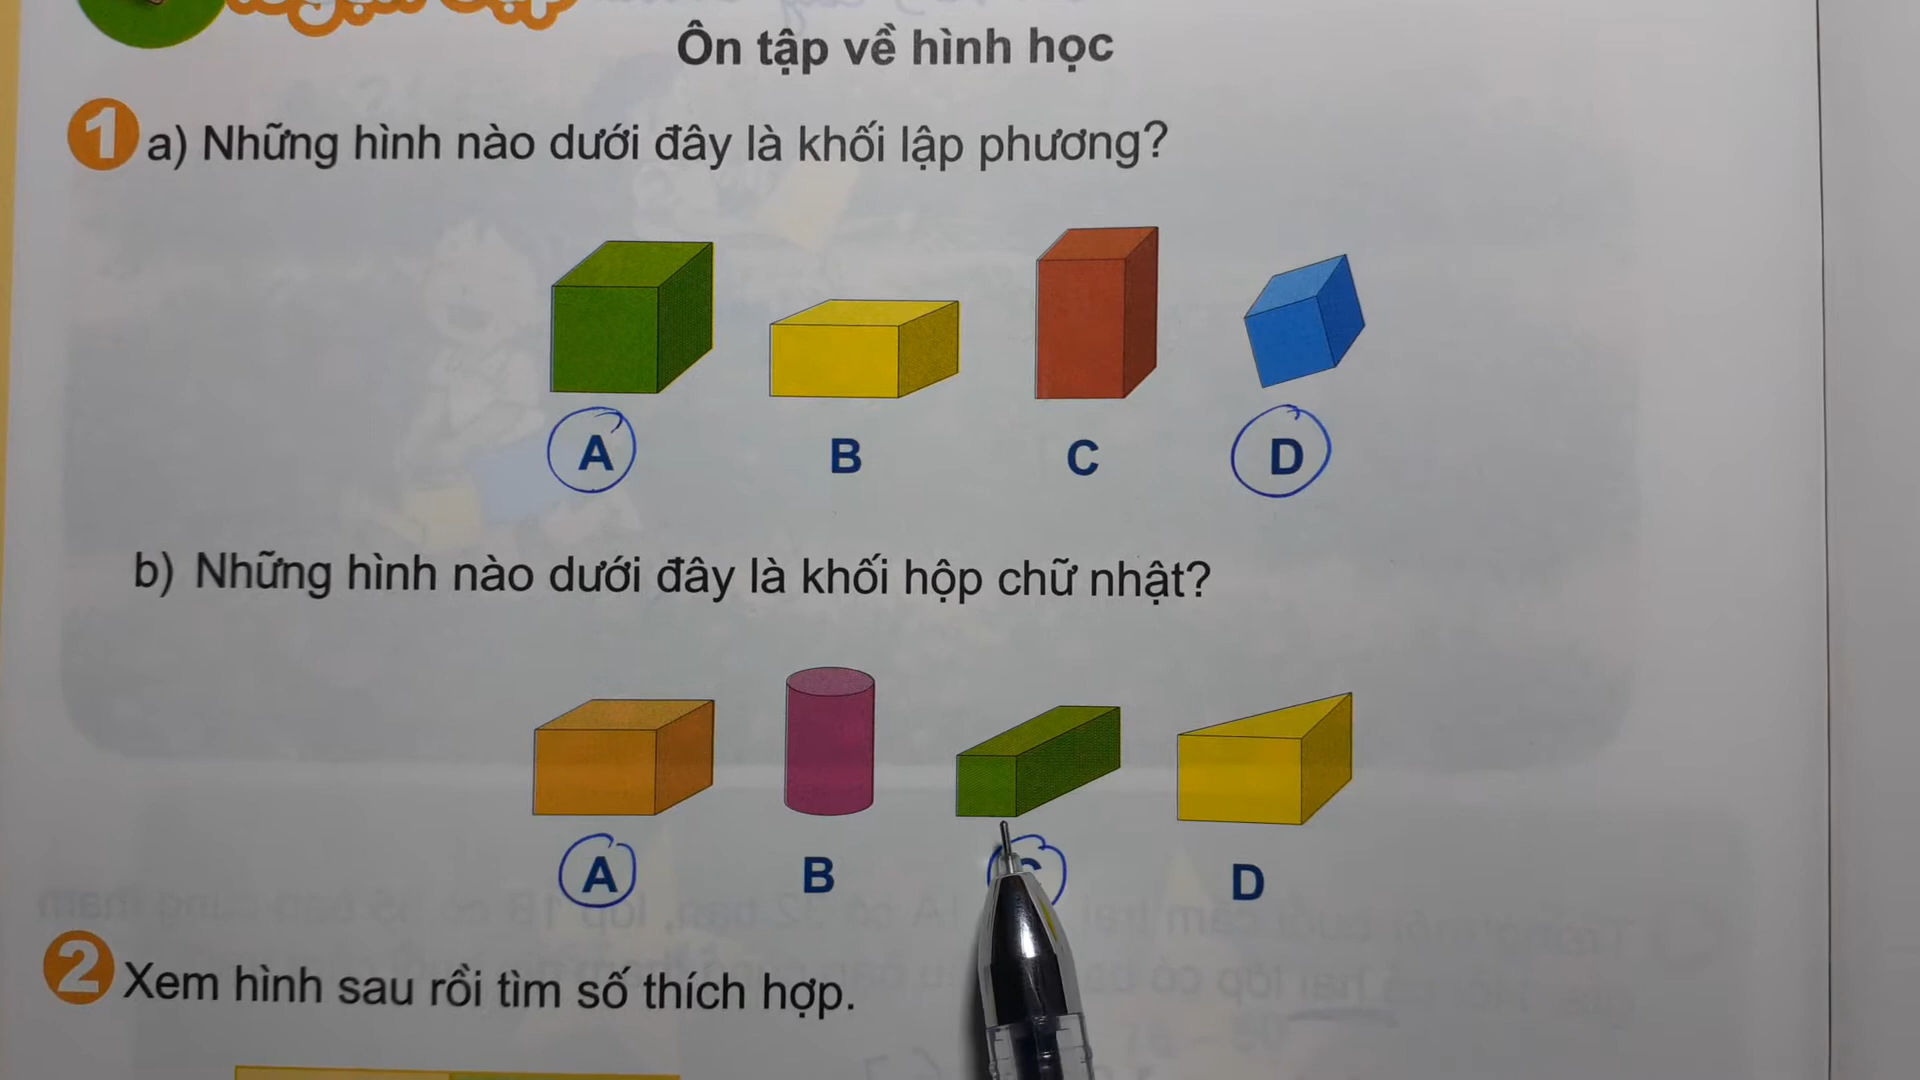 Ôn tập về hình học
1 a) Những hình nào dưới đây là khối lập phương?
A B C D
b) Những hình nào dưới đây là khối hộp chữ nhật?
A B D
2 Xem hình sau rồi tìm số thích hợp.